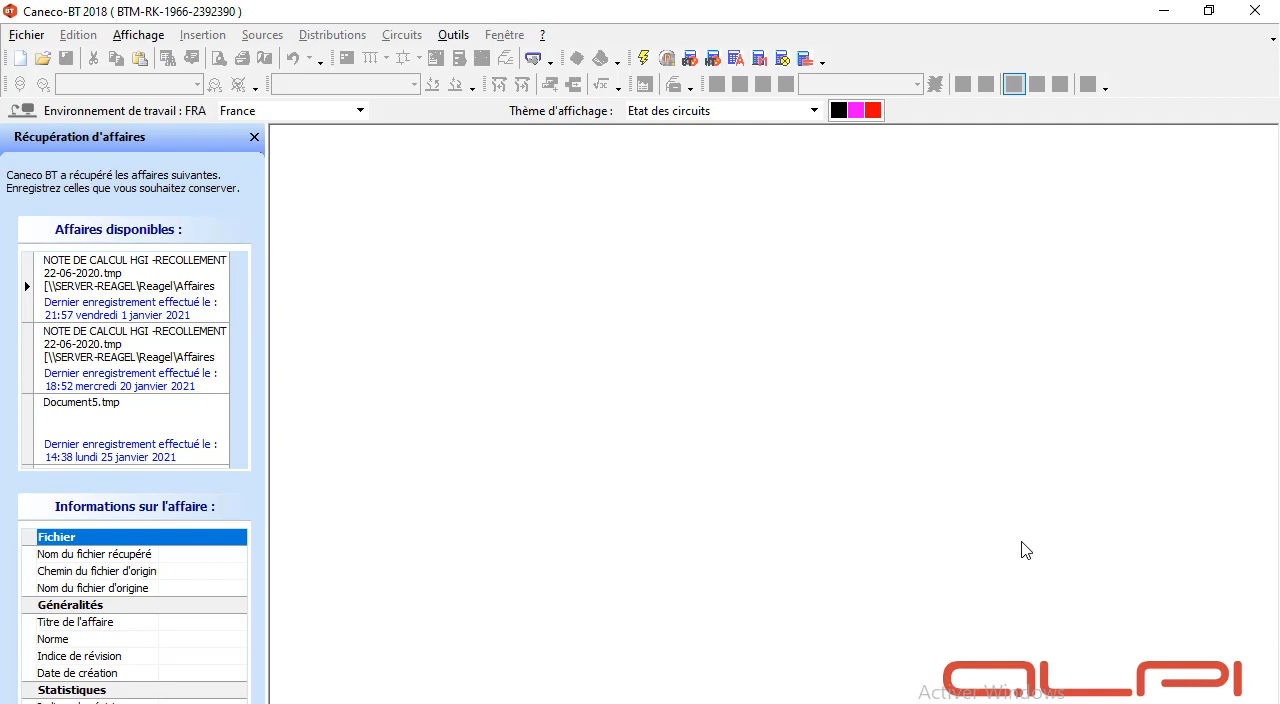 Caneco-BT 2018 ( BTM-RK-1966-2392390 )
Fichier Edition Affichage Insertion Sources Distributions Circuits Outils Fenêtre ?
Environnement de travail : FRA France Thème d'affichage : Etat des circuits
Récupération d'affaires
Caneco BT a récupéré les affaires suivantes.
Enregistrez celles que vous souhaitez conserver.
Affaires disponibles :
NOTE DE CALCUL HGI -RECOLLEMENT
22-06-2020.tmp
[\\SERVER-REAGEL\Reagel\Affaires
Dernier enregistrement effectué le :
21:57 vendredi 1 janvier 2021
NOTE DE CALCUL HGI -RECOLLEMENT
22-06-2020.tmp
[\\SERVER-REAGEL\Reagel\Affaires
Dernier enregistrement effectué le :
18:52 mercredi 20 janvier 2021
Document5.tmp
Dernier enregistrement effectué le :
14:38 lundi 25 janvier 2021
Informations sur l'affaire :
Fichier
Nom du fichier récupéré
Chemin du fichier d'origin
Nom du fichier d'origine
Généralités
Titre de l'affaire
Norme
Indice de révision
Date de création
Statistiques
ALPI
Activer Windows